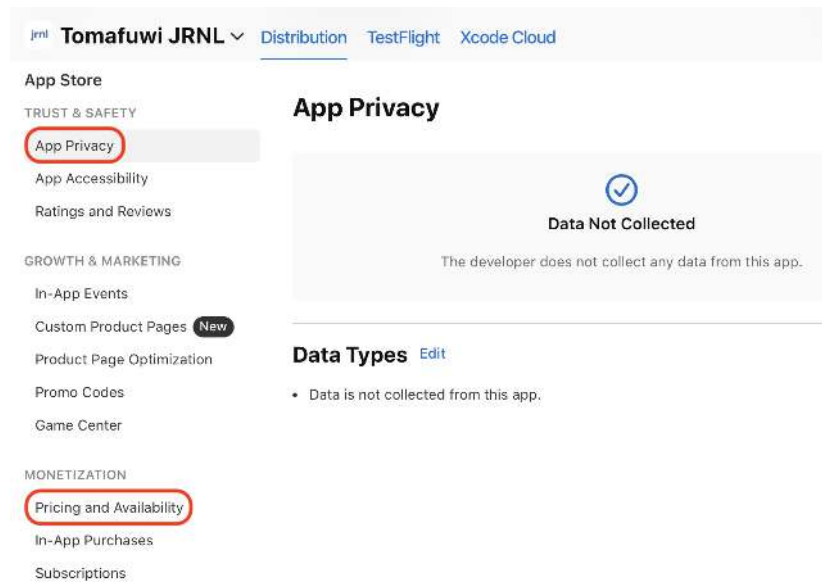 jrnl Tomafuwi JRNL Distribution TestFlight Xcode Cloud
App Store
TRUST & SAFETY
App Privacy
App Accessibility
Ratings and Reviews
GROWTH & MARKETING
In-App Events
Custom Product Pages New
Product Page Optimization
Promo Codes
Game Center
MONETIZATION
Pricing and Availability
In-App Purchases
Subscriptions
App Privacy
Data Not Collected
The developer does not collect any data from this app.
Data Types Edit
• Data is not collected from this app.